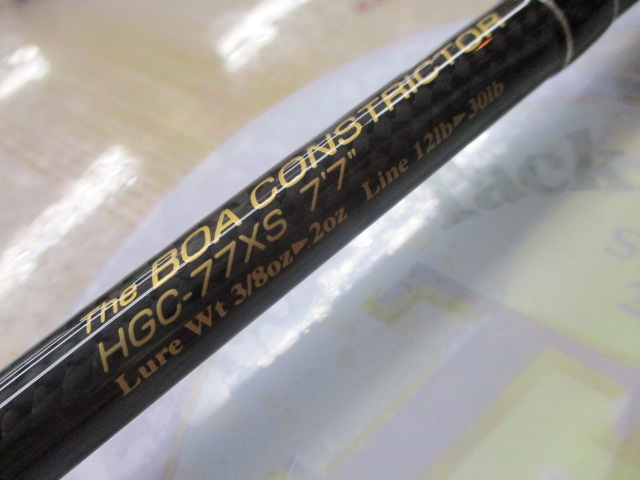 The BOA CONSTRICTOR
HGC-77XS 7'7"
Lure Wt 3/8oz▶2oz Line 12lb▶30lb